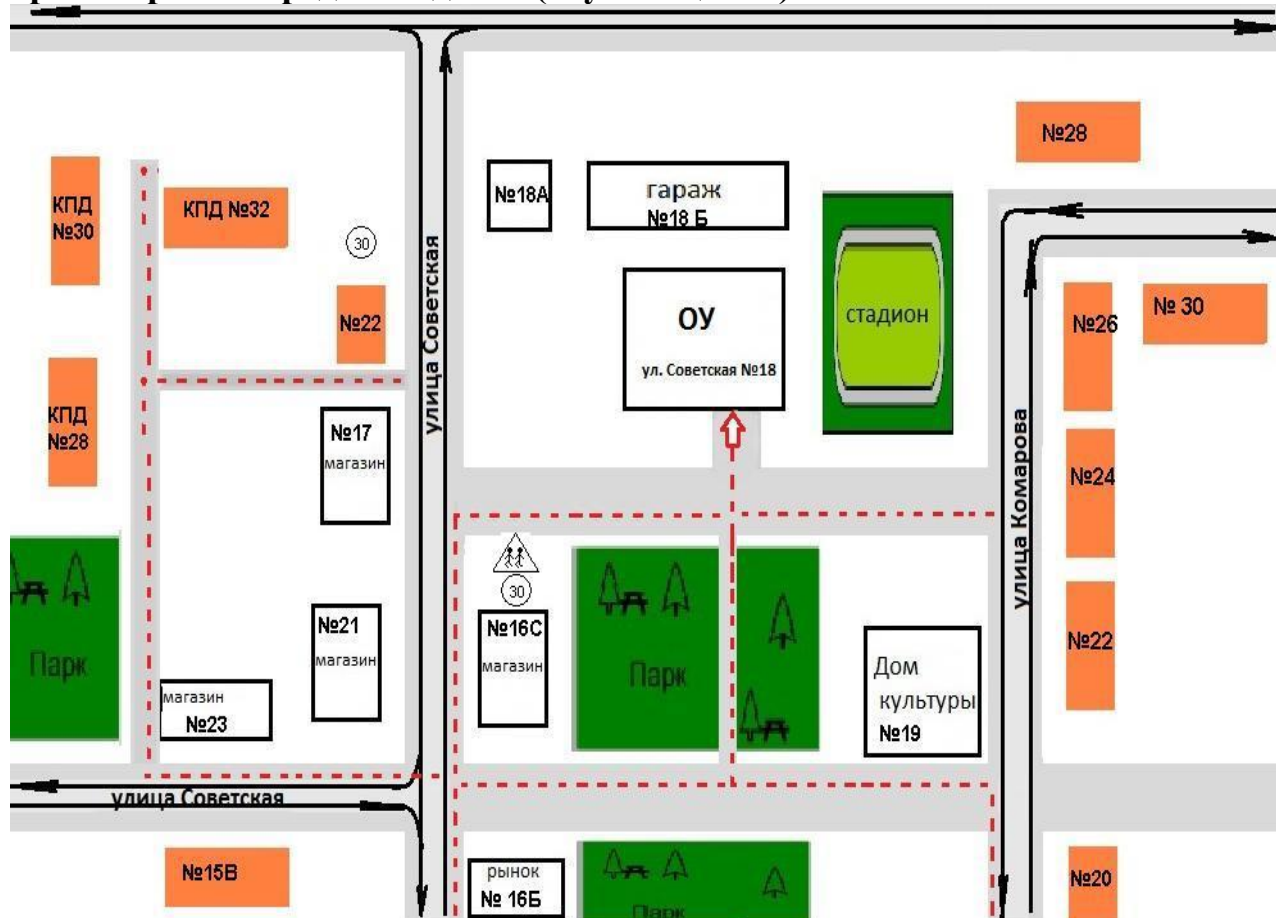 №28
КПД
№30
КПД №32
№18А
гараж
№18 Б
30
улица Советская
№22
ОУ
ул. Советская №18
стадион
№26
№ 30
КПД
№28
№17
магазин
улица Комарова
№24
30
№21
магазин
№16С
магазин
Парк
Парк
Дом
культуры
№19
№22
магазин
№23
улица Советская
№15В
рынок
№ 16Б
Парк
№20